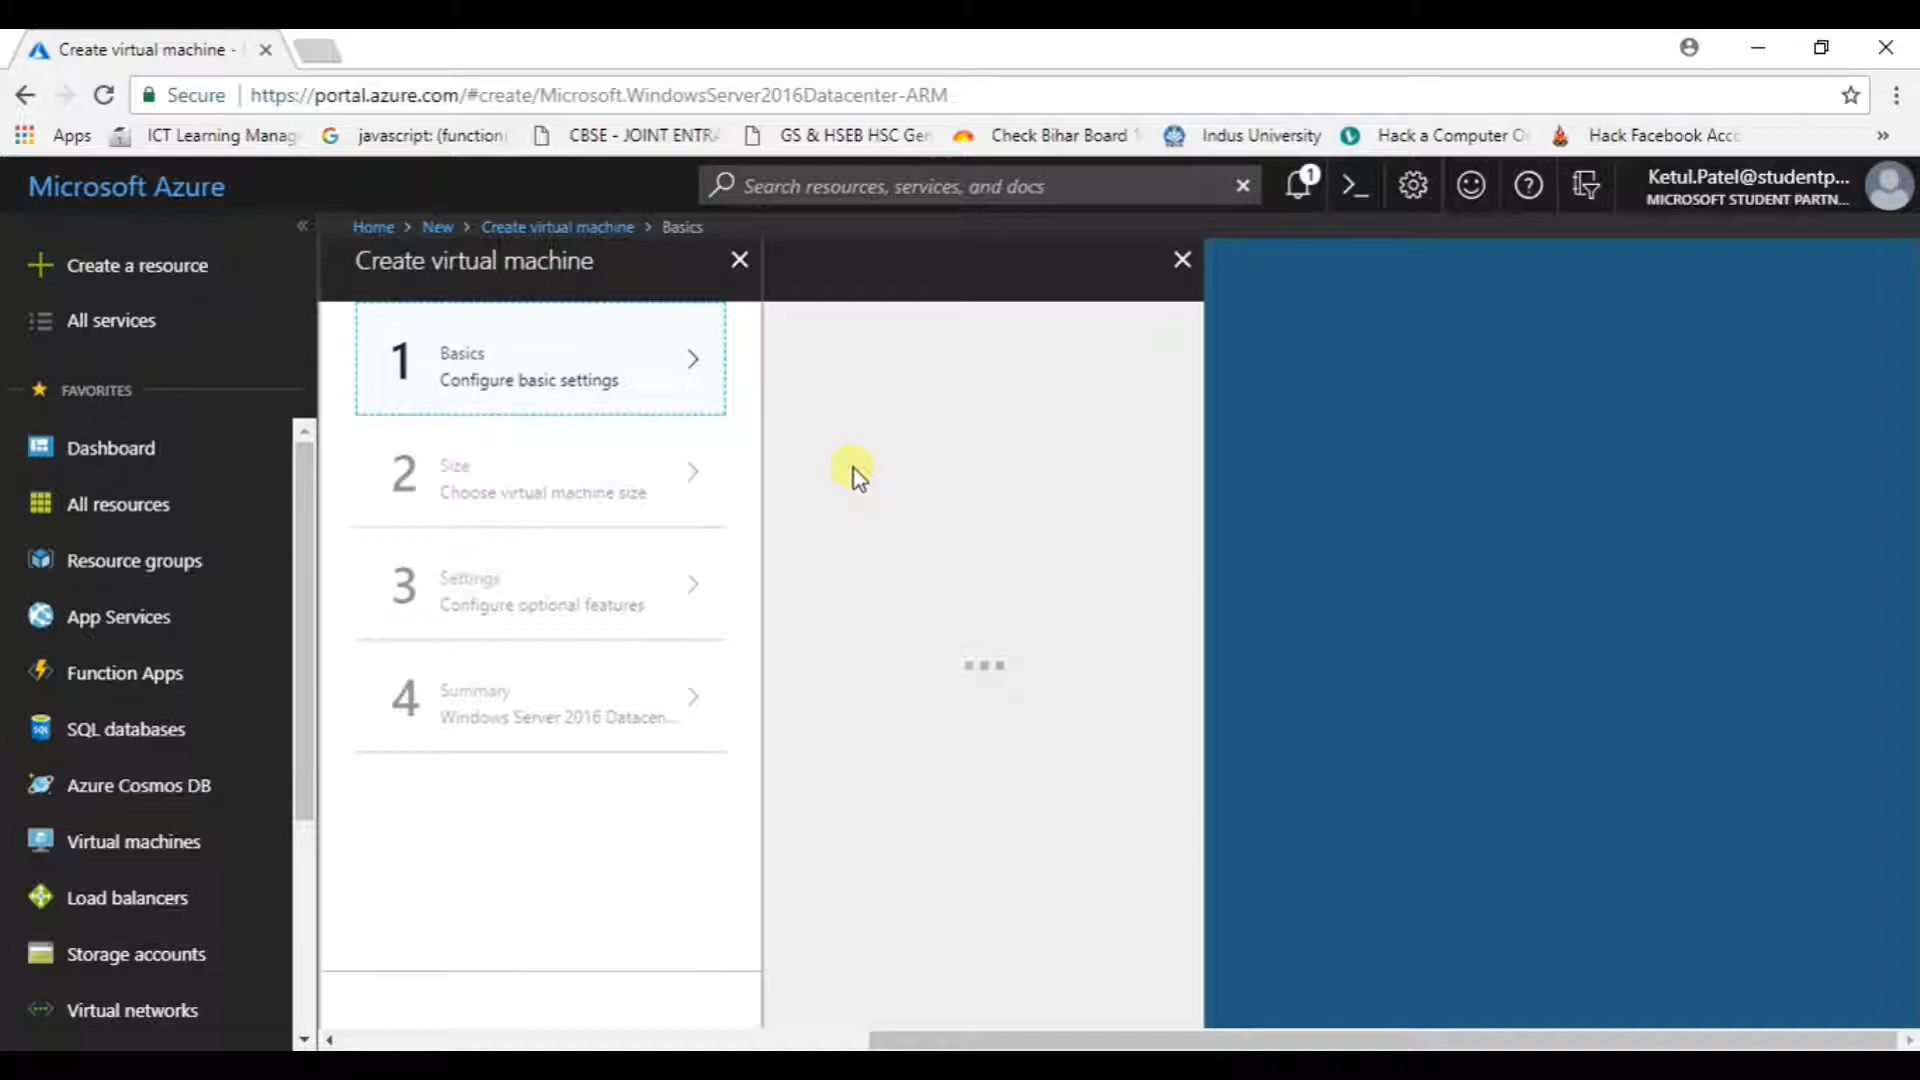 Create virtual machine -
Secure | https://portal.azure.com/#create/Microsoft.WindowsServer2016Datacenter-ARM
Apps ICT Learning Manag javascript: (function CBSE - JOINT ENTRA GS & HSEB HSC Ger Check Bihar Board Indus University Hack a Computer O Hack Facebook Acc »
Microsoft Azure
Search resources, services, and docs
1
Ketul.Patel@studentp...
MICROSOFT STUDENT PARTN...
Home > New > Create virtual machine > Basics
Create virtual machine
Create a resource
All services
FAVORITES
Dashboard
All resources
Resource groups
App Services
Function Apps
SQL databases
Azure Cosmos DB
Virtual machines
Load balancers
Storage accounts
Virtual networks
1 Basics
Configure basic settings
2 Size
Choose virtual machine size
3 Settings
Configure optional features
4 Summary
Windows Server 2016 Datacen...